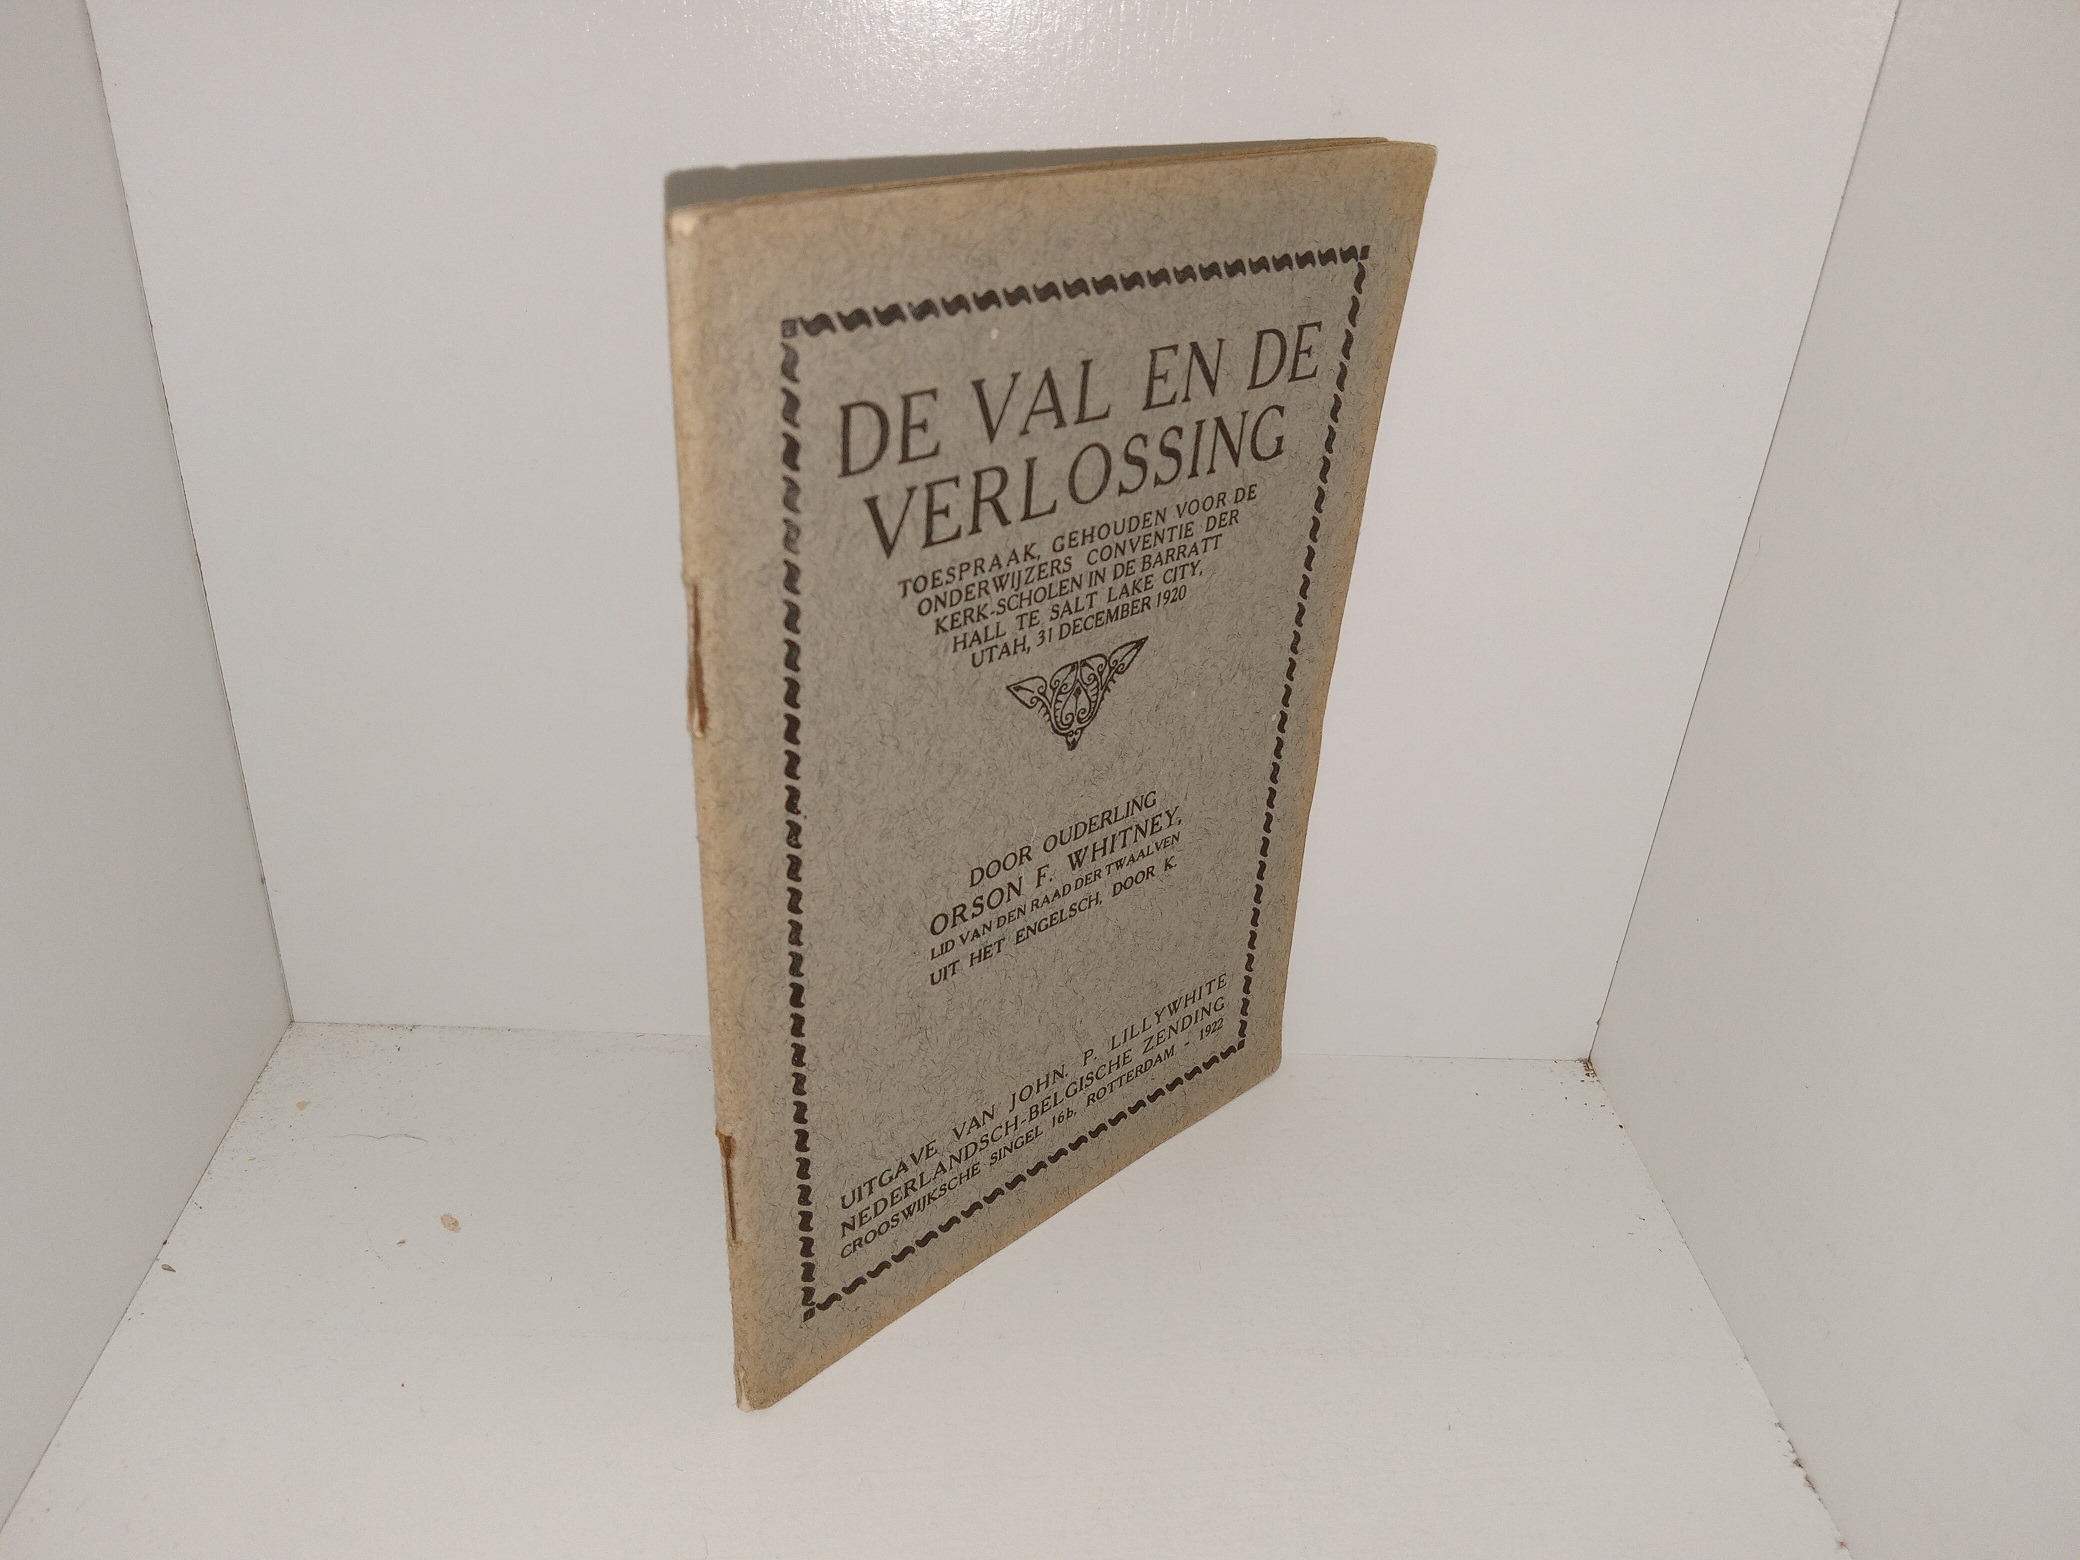 DE VAL EN DE
VERLOSSING
TOESPRAAK, GEHOUDEN VOOR DE
ONDERWIJZERS CONVENTIE DER
KERK-SCHOLEN IN DE BARRATT
HALL TE SALT LAKE CITY,
UTAH, 31 DECEMBER 1920
DOOR OUDERLING
ORSON F. WHITNEY,
LID VAN DEN RAAD DER TWAALVEN
UIT HET ENGELSCH, DOOR K.
UITGAVE VAN JOHN. P. LILLYWHITE
NEDERLANDSCH-BELGISCHE ZENDING
CROOSWIJKSCHE SINGEL 16b, ROTTERDAM - 1922